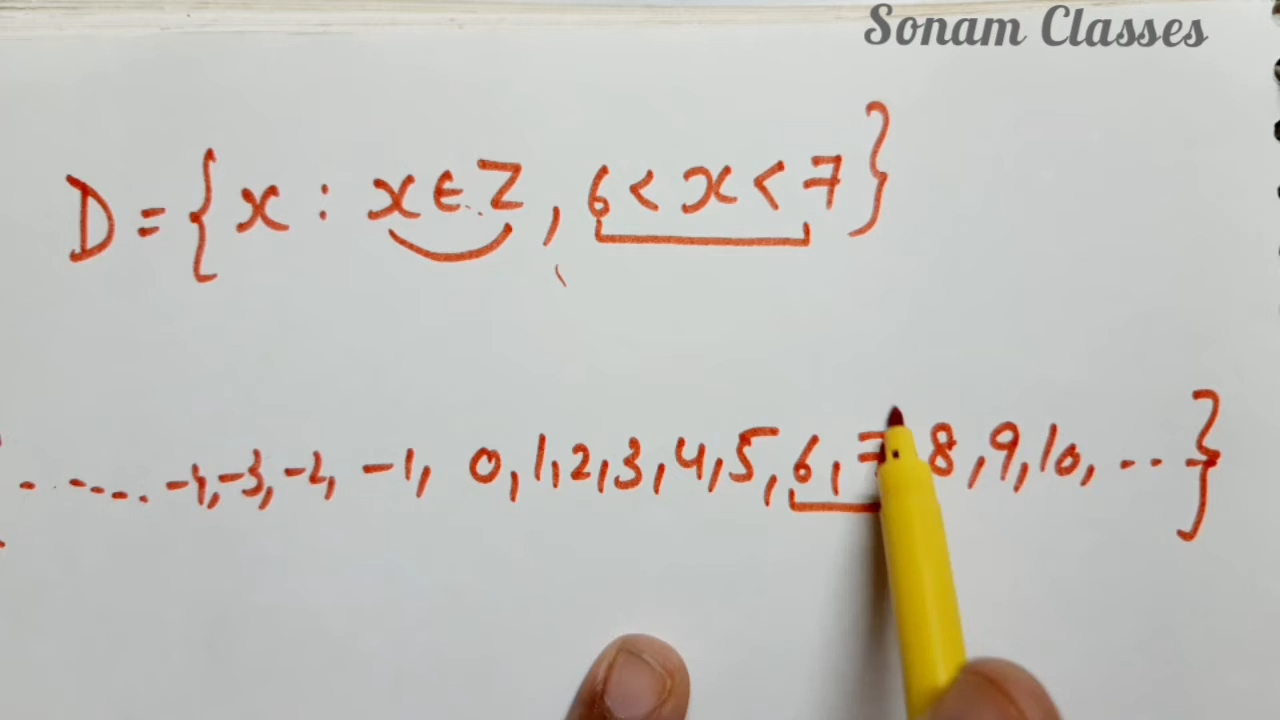 Sonam Classes
D = { x : x ∈ Z , 6 < x < 7 }
..... -4, -3, -2, -1, 0, 1, 2, 3, 4, 5, 6, 7 8, 9, 10, .. }